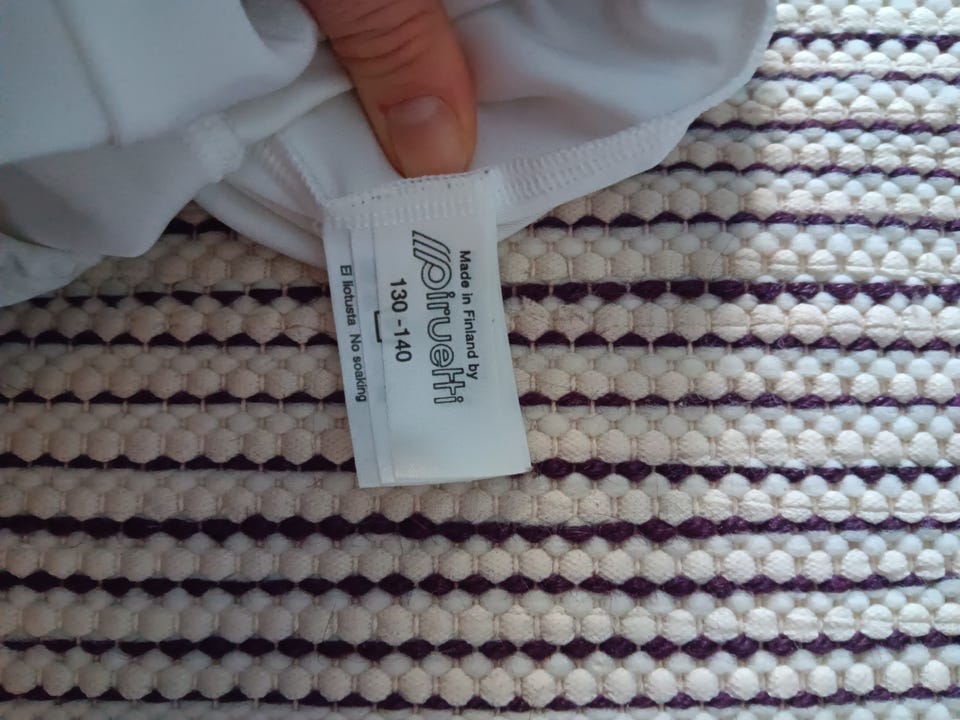 Made in Finland by
piruetti
130-140
Ei liotusta No soaking